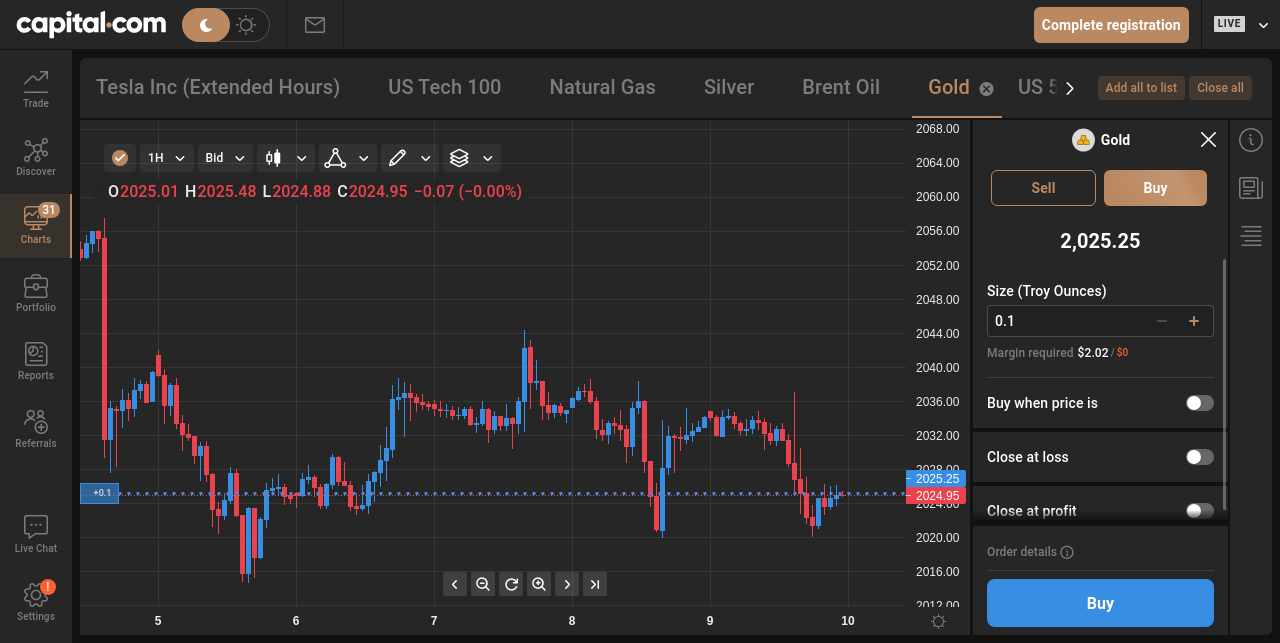 capital.com
Complete registration
LIVE
Trade
Discover
31
Charts
Portfolio
Reports
Referrals
Live Chat
!
Settings
Tesla Inc (Extended Hours)
US Tech 100
Natural Gas
Silver
Brent Oil
Gold
US 5
Add all to list
Close all
1H
Bid
O2025.01 H2025.48 L2024.88 C2024.95 −0.07 (−0.00%)
+0.1
2068.00
2064.00
2060.00
2056.00
2052.00
2048.00
2044.00
2040.00
2036.00
2032.00
2028.00
2025.25
2024.95
2024.00
2020.00
2016.00
2012.00
5 6 7 8 9 10
Gold
Sell
Buy
2,025.25
Size (Troy Ounces)
0.1
Margin required $2.02 / $0
Buy when price is
Close at loss
Close at profit
Order details
Buy